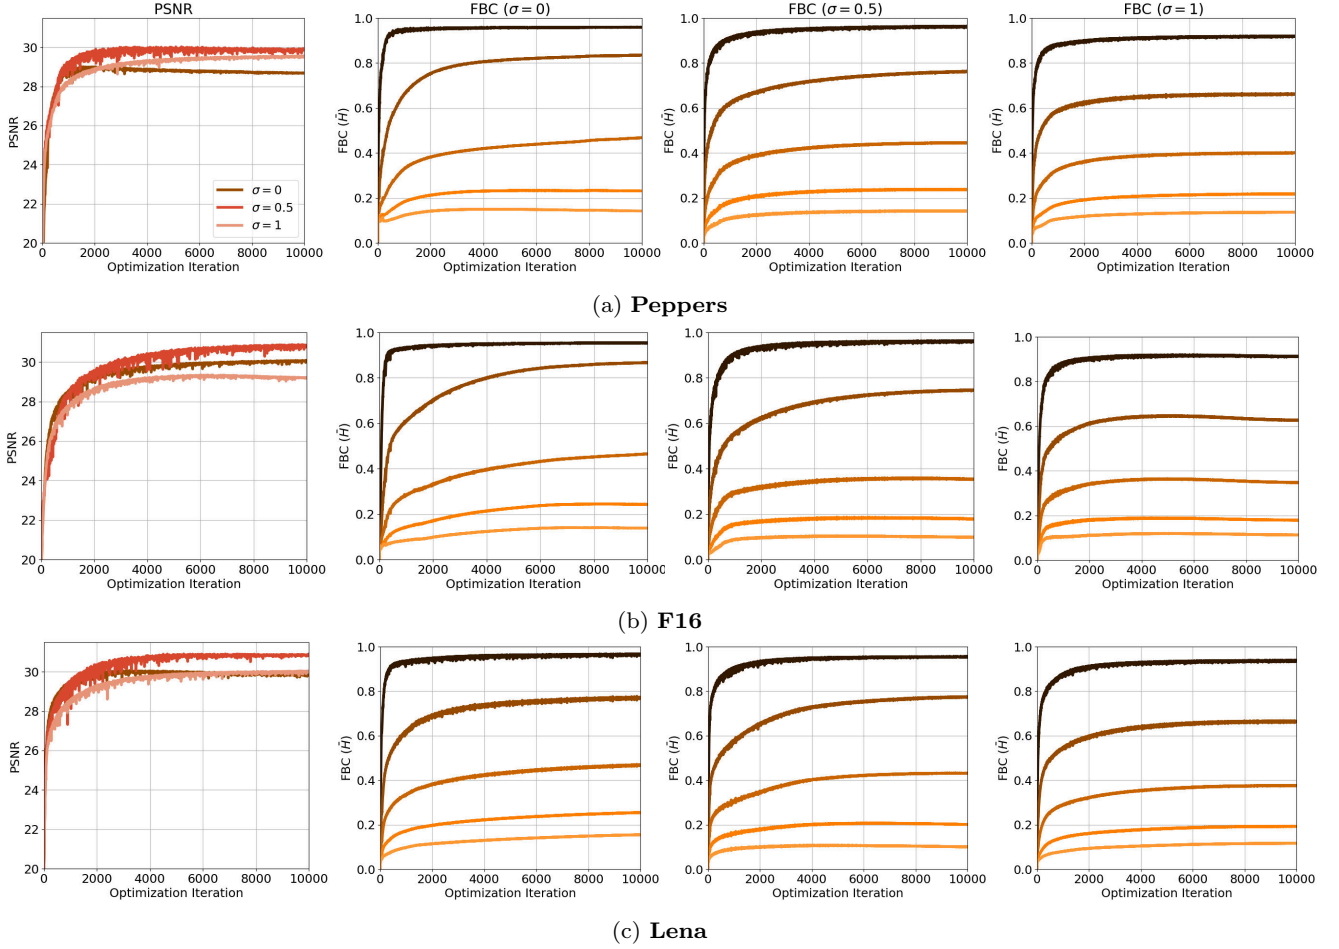 PSNR
FBC (σ = 0)
FBC (σ = 0.5)
FBC (σ = 1)
PSNR
30
28
26
24
22
20
σ = 0
σ = 0.5
σ = 1
0 2000 4000 6000 8000 10000
Optimization Iteration
FBC (H̄)
1.0
0.8
0.6
0.4
0.2
0.0
0 2000 4000 6000 8000 10000
Optimization Iteration
FBC (H̄)
1.0
0.8
0.6
0.4
0.2
0.0
0 2000 4000 6000 8000 10000
Optimization Iteration
FBC (H̄)
1.0
0.8
0.6
0.4
0.2
0.0
0 2000 4000 6000 8000 10000
Optimization Iteration
(a) Peppers
PSNR
30
28
26
24
22
20
0 2000 4000 6000 8000 10000
Optimization Iteration
FBC (H̄)
1.0
0.8
0.6
0.4
0.2
0.0
0 2000 4000 6000 8000 10000
Optimization Iteration
FBC (H̄)
1.0
0.8
0.6
0.4
0.2
0.0
0 2000 4000 6000 8000 10000
Optimization Iteration
FBC (H̄)
1.0
0.8
0.6
0.4
0.2
0.0
0 2000 4000 6000 8000 10000
Optimization Iteration
(b) F16
PSNR
30
28
26
24
22
20
0 2000 4000 6000 8000 10000
Optimization Iteration
FBC (H̄)
1.0
0.8
0.6
0.4
0.2
0.0
0 2000 4000 6000 8000 10000
Optimization Iteration
FBC (H̄)
1.0
0.8
0.6
0.4
0.2
0.0
0 2000 4000 6000 8000 10000
Optimization Iteration
FBC (H̄)
1.0
0.8
0.6
0.4
0.2
0.0
0 2000 4000 6000 8000 10000
Optimization Iteration
(c) Lena